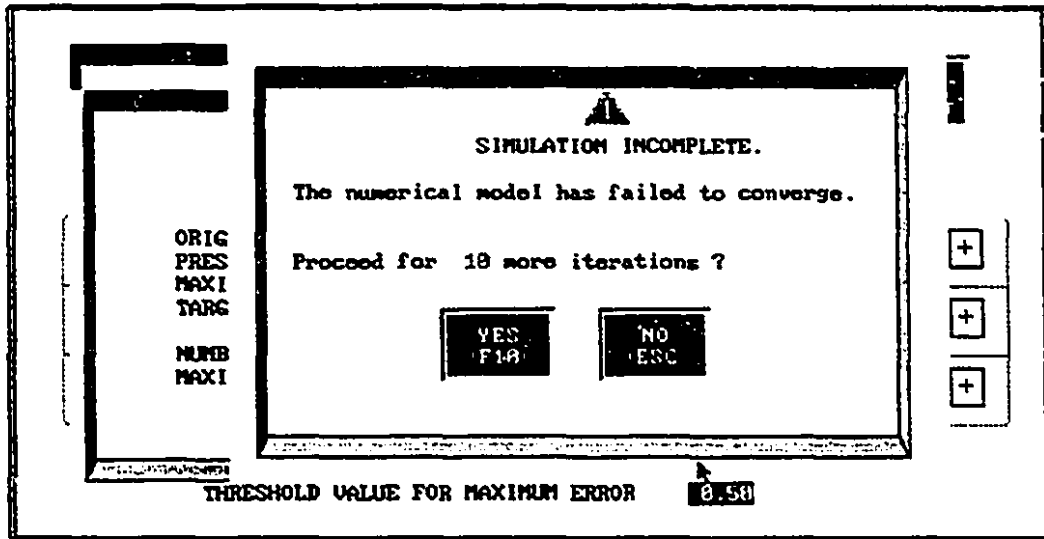 SIMULATION INCOMPLETE.
The numerical model has failed to converge.
ORIG
PRES
Proceed for 10 more iterations ?
MAXI
TARG
YES
F10
NO
ESC
NUMB
MAXI
+
+
+
THRESHOLD VALUE FOR MAXIMUM ERROR 0.50